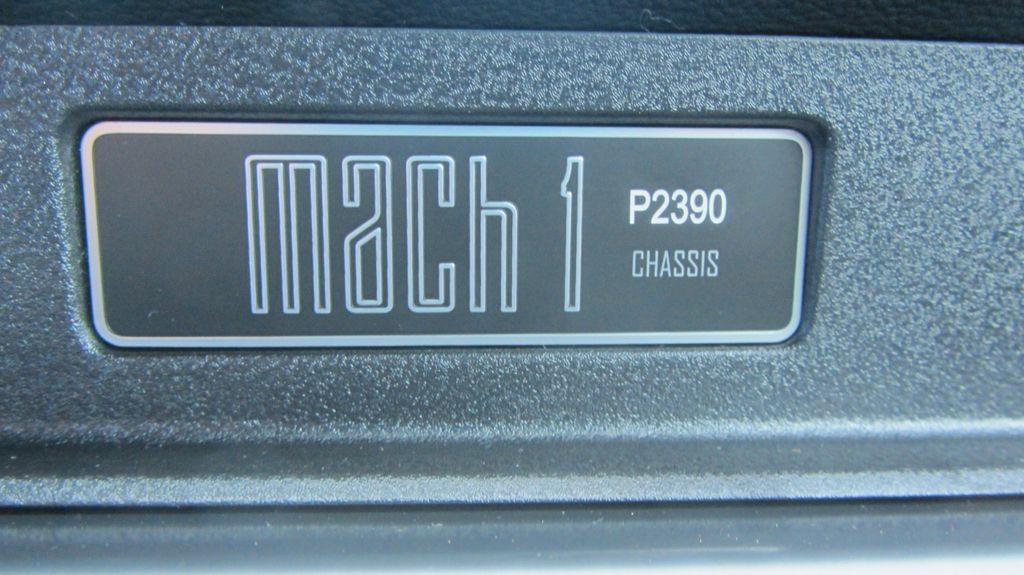 mach 1
P2390
CHASSIS